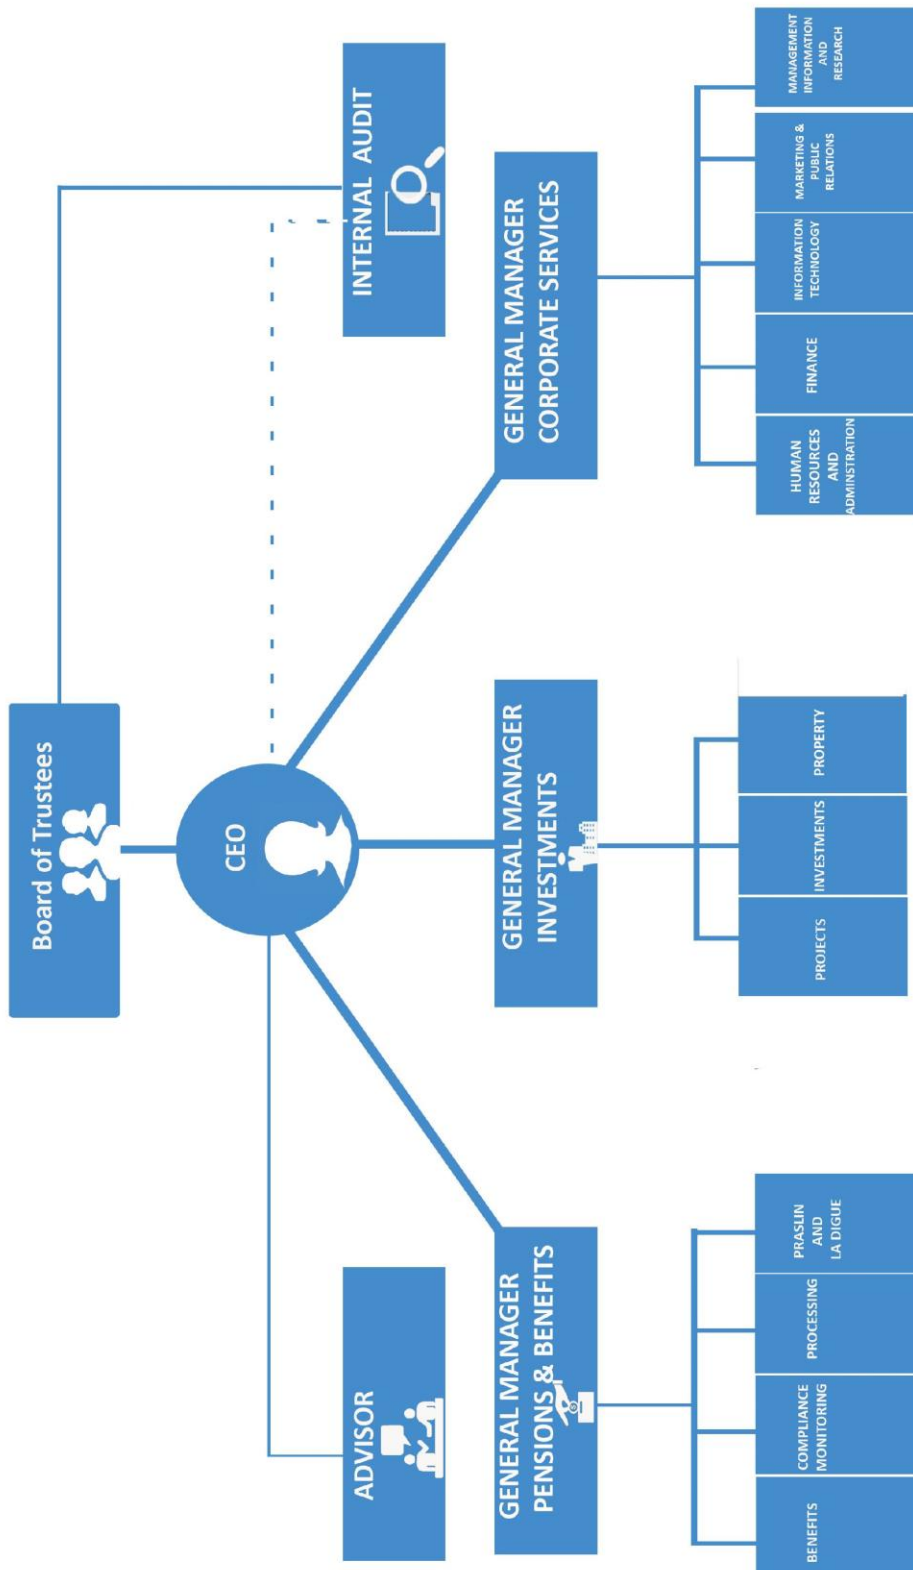 Board of Trustees
CEO
ADVISOR
INTERNAL AUDIT
GENERAL MANAGER
PENSIONS & BENEFITS
GENERAL MANAGER
INVESTMENTS
GENERAL MANAGER
CORPORATE SERVICES
BENEFITS
COMPLIANCE
MONITORING
PROCESSING
PRASLIN
AND
LA DIGUE
PROJECTS
INVESTMENTS
PROPERTY
HUMAN
RESOURCES
AND
ADMINSTRATION
FINANCE
INFORMATION
TECHNOLOGY
MARKETING &
PUBLIC
RELATIONS
MANAGEMENT
INFORMATION
AND
RESEARCH